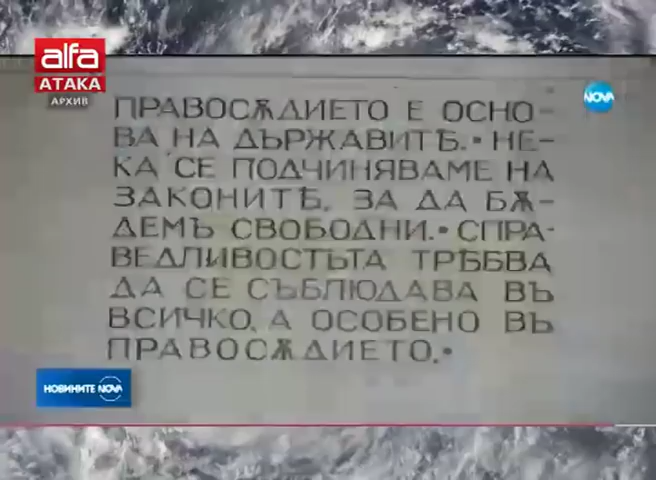 alfa
АТАКА
АРХИВ
NOVA
ПРАВОСѪДИЕТО Е ОСНО-
ВА НА ДЪРЖАВИТѢ.• НЕ-
КА СЕ ПОДЧИНЯВАМЕ НА
ЗАКОНИТѢ, ЗА ДА БѪ-
ДЕМЪ СВОБОДНИ.• СПРА-
ВЕДЛИВОСТЬТА ТРѢБВА
ДА СЕ СЪБЛЮДАВА ВЪ
ВСИЧКО, А ОСОБЕНО ВЪ
ПРАВОСѪДИЕТО.•
НОВИНИТЕ NOVA